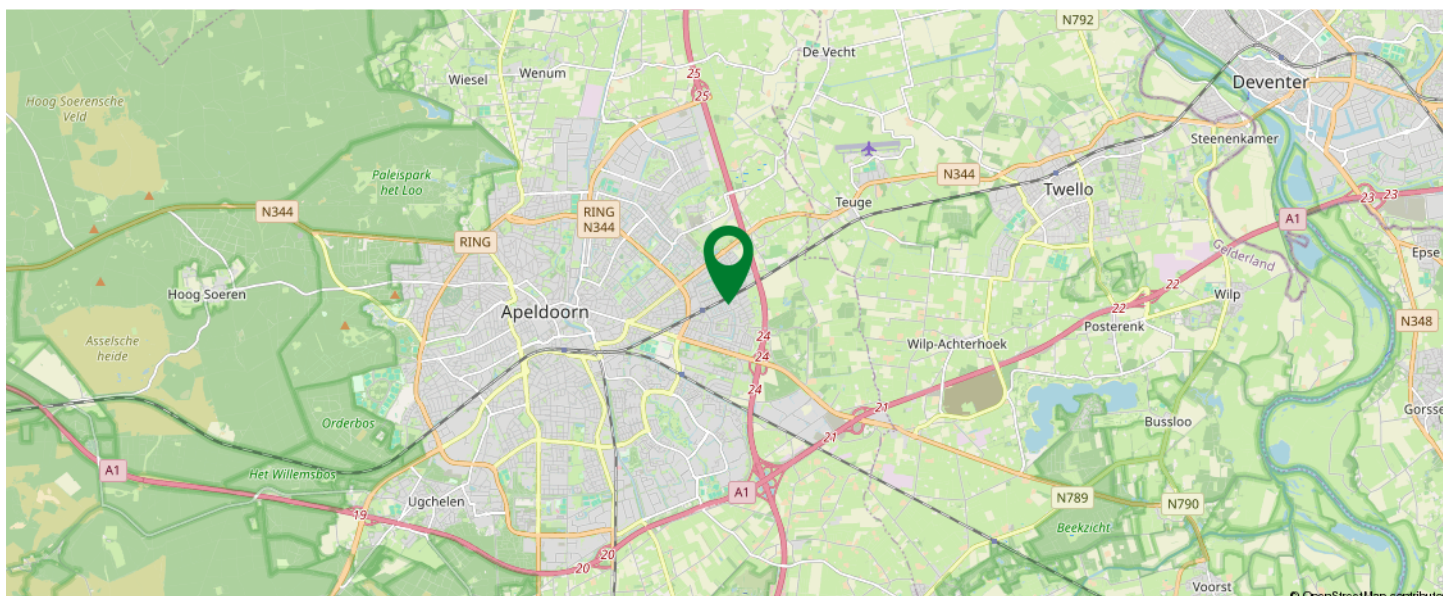 N792
De Vecht
Wenum
Wiesel
25
25
Deventer
Hoog Soerensche
Veld
Steenenkamer
Paleispark
het Loo
N344
Twello
23
23
Teuge
N344
RING
N344
A1
RING
Gelderland
Epse
Hoog Soeren
22
22
Wilp
Apeldoorn
Posterenk
N348
24
24
24
Asselsche
heide
Wilp-Achterhoek
21
21
Gorsse
Orderbos
Bussloo
A1
Het Willemsbos
A1
N789
Ugchelen
N790
19
Beekzicht
20
20
Voorst
© OpenStreetMap contributo